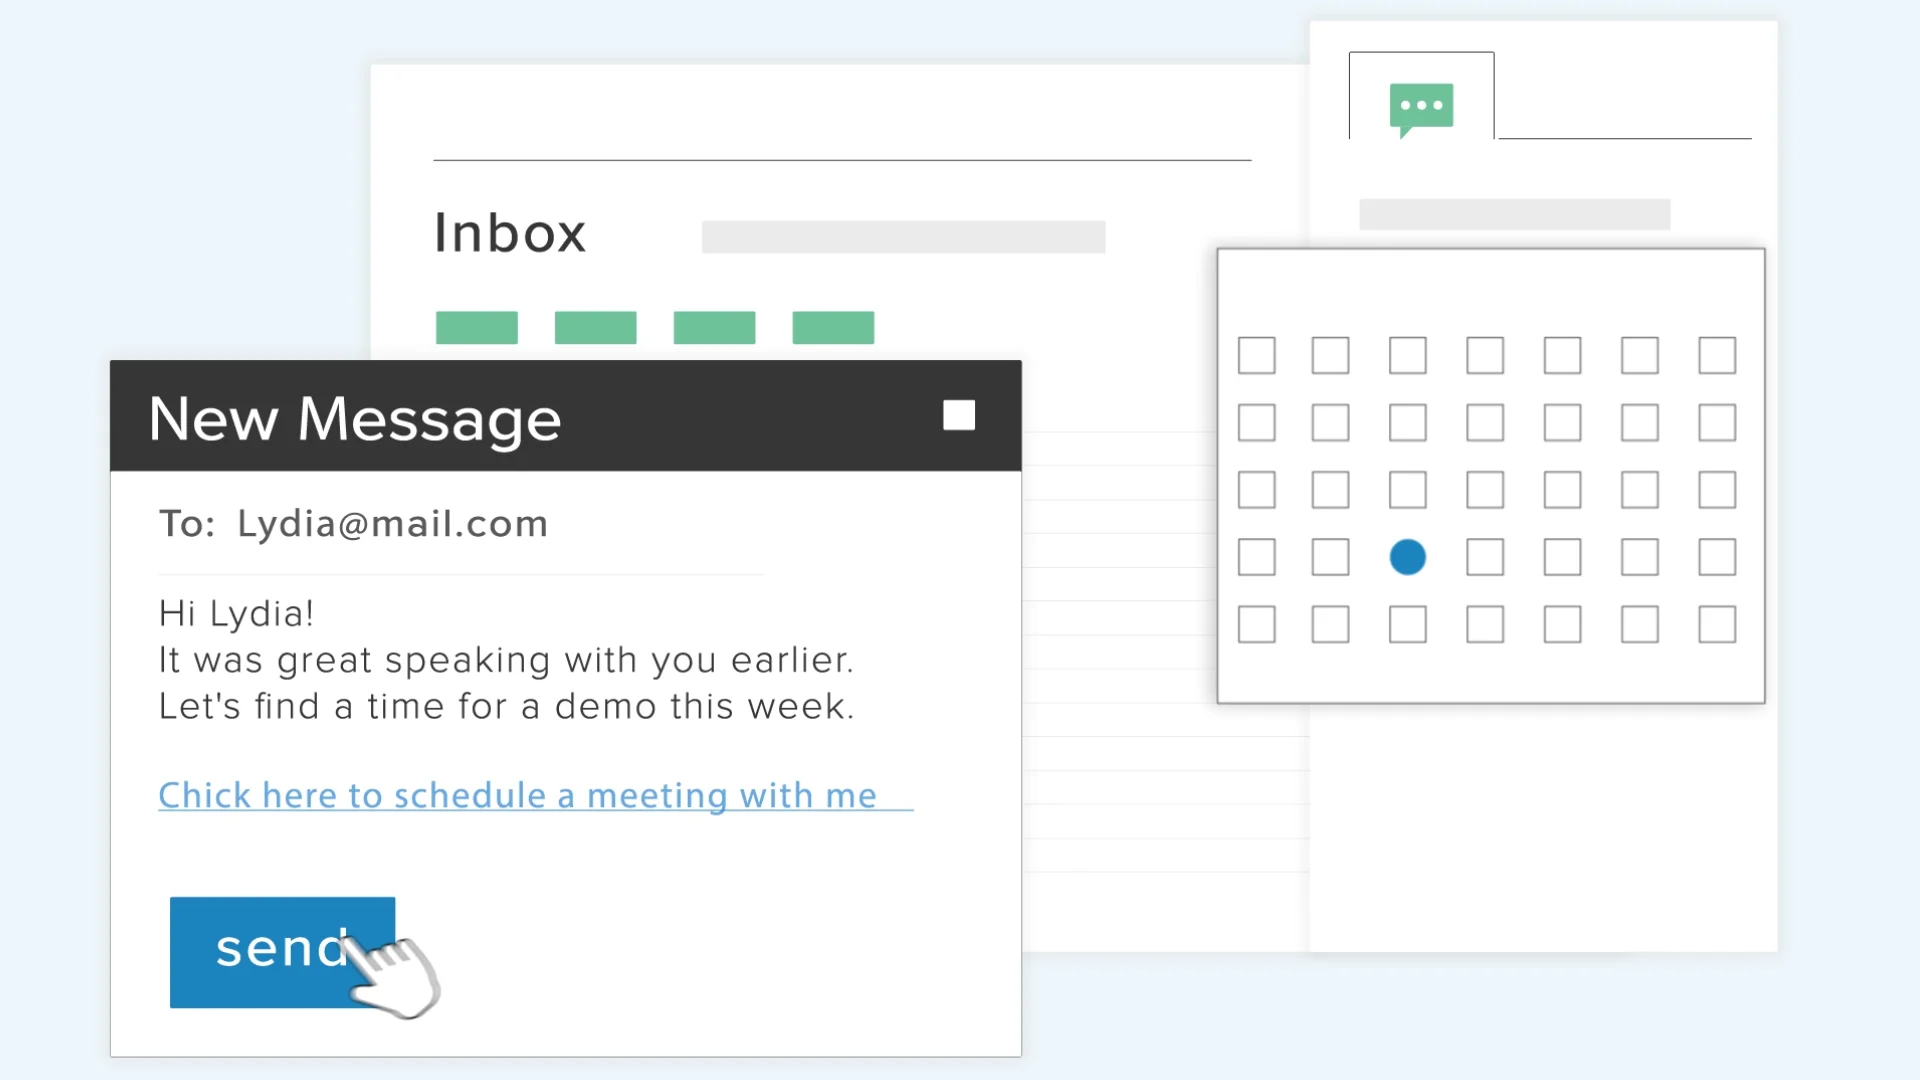 Inbox
New Message
To: Lydia@mail.com
Hi Lydia!
It was great speaking with you earlier.
Let's find a time for a demo this week.
Chick here to schedule a meeting with me
send